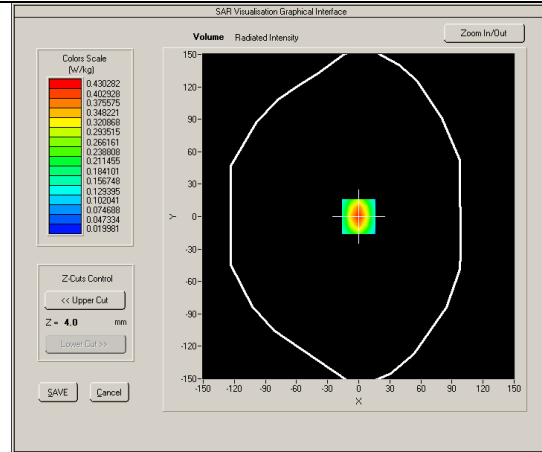 SAR Visualisation Graphical Interface
Volume Radiated Intensity
Zoom In/Out
Colors Scale
(W/kg)
0.430282
0.402928
0.375575
0.348221
0.320868
0.293515
0.266161
0.238808
0.211455
0.184101
0.156748
0.129395
0.102041
0.074688
0.047334
0.019981
Z-Cuts Control
<< Upper Cut
Z = 4.0 mm
Lower Cut >>
SAVE Cancel
150
120
90
60
30
0
-30
-60
-90
-120
-150
Y
-150 -120 -90 -60 -30 0 30 60 90 120 150
X